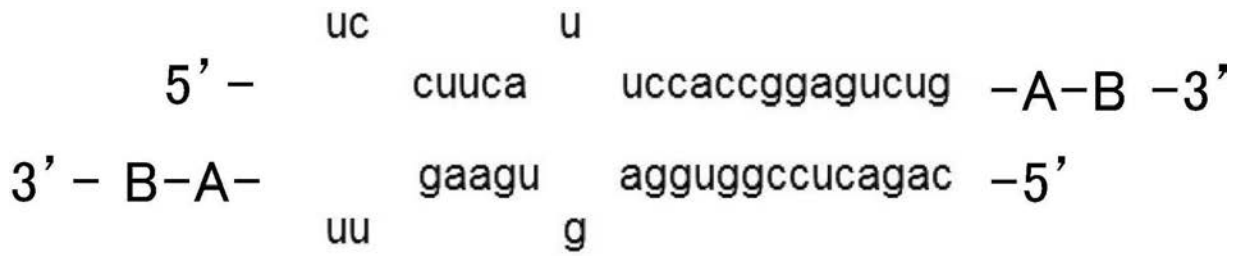 uc u
5' - cuuca uccaccggagucug -A-B -3'
3' - B-A- gaagu agguggccucagac -5'
uu g